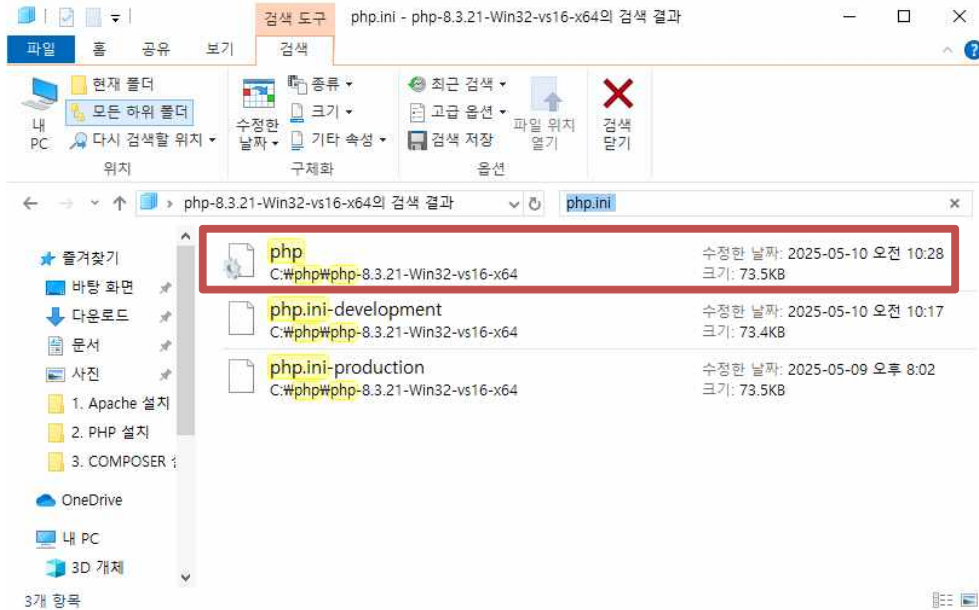 검색 도구 php.ini - php-8.3.21-Win32-vs16-x64의 검색 결과
파일 홈 공유 보기 검색
현재 폴더
모든 하위 폴더
다시 검색할 위치
내 PC
위치
수정한 날짜
종류
크기
기타 속성
구체화
최근 검색
고급 옵션
검색 저장
파일 위치 열기
옵션
검색 닫기
php-8.3.21-Win32-vs16-x64의 검색 결과 php.ini
즐겨찾기
바탕 화면
다운로드
문서
사진
1. Apache 설치
2. PHP 설치
3. COMPOSER
OneDrive
내 PC
3D 개체
php 수정한 날짜: 2025-05-10 오전 10:28
C:₩php₩php-8.3.21-Win32-vs16-x64 크기: 73.5KB
php.ini-development 수정한 날짜: 2025-05-10 오전 10:17
C:₩php₩php-8.3.21-Win32-vs16-x64 크기: 73.4KB
php.ini-production 수정한 날짜: 2025-05-09 오후 8:02
C:₩php₩php-8.3.21-Win32-vs16-x64 크기: 73.5KB
3개 항목